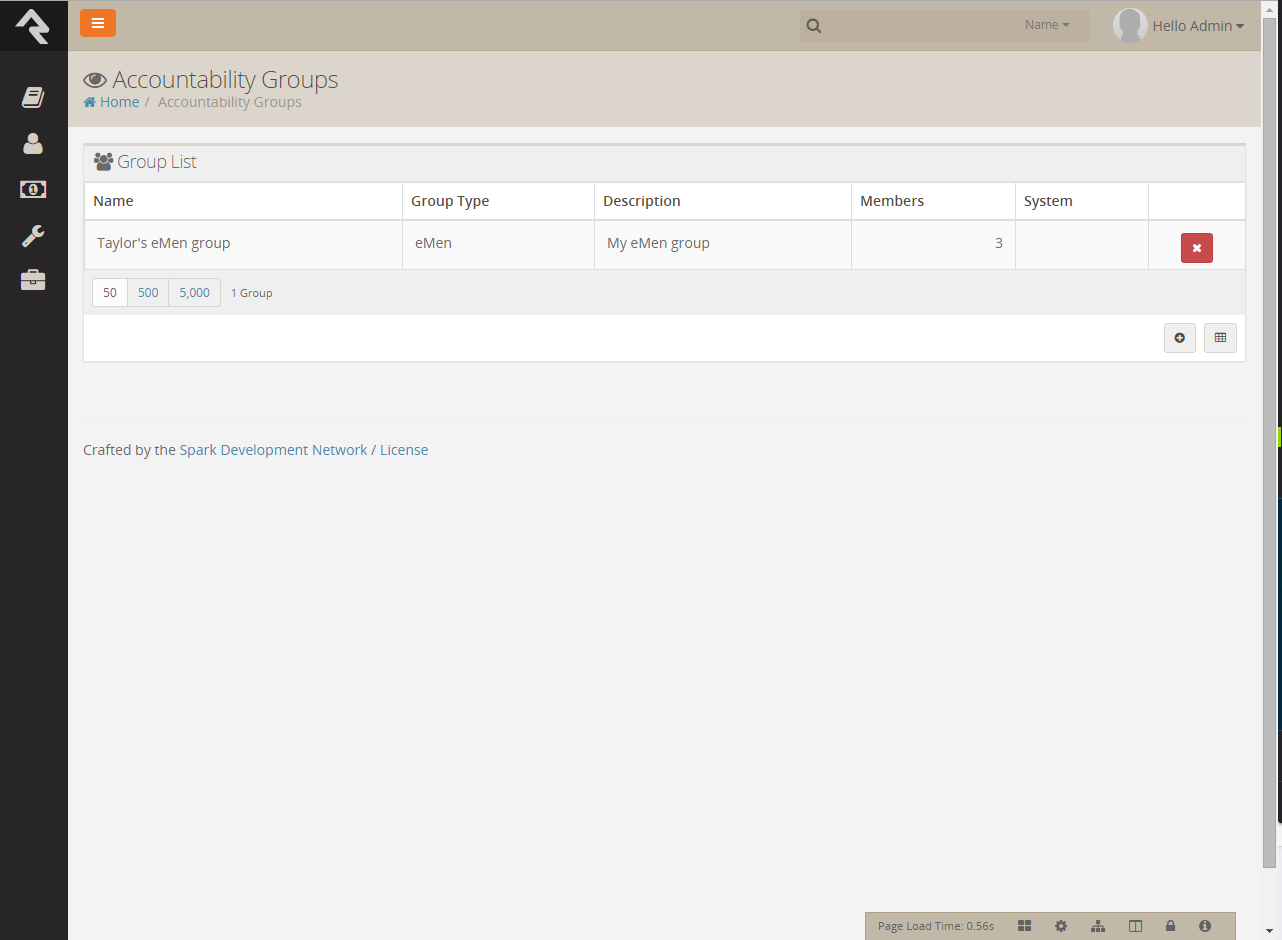 Name
Hello Admin
Accountability Groups
Home / Accountability Groups
Group List
Name Group Type Description Members System
Taylor's eMen group eMen My eMen group 3
50 500 5,000 1 Group
Crafted by the Spark Development Network / License
Page Load Time: 0.56s